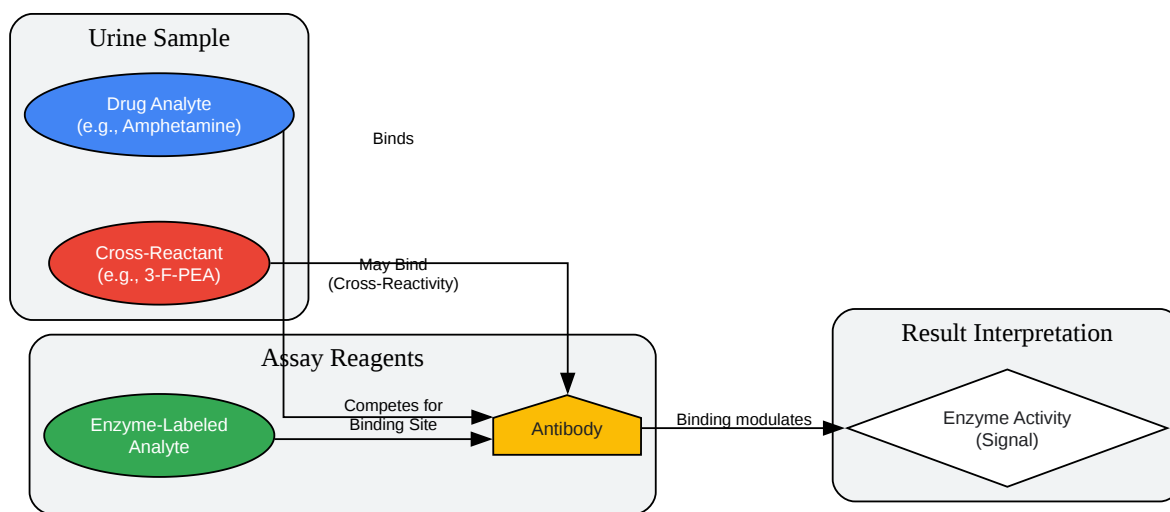 Urine Sample
Drug Analyte
(e.g., Amphetamine)
Binds
Cross-Reactant
(e.g., 3-F-PEA)
May Bind
(Cross-Reactivity)
Assay Reagents
Enzyme-Labeled
Analyte
Competes for
Binding Site
Antibody
Binding modulates
Result Interpretation
Enzyme Activity
(Signal)